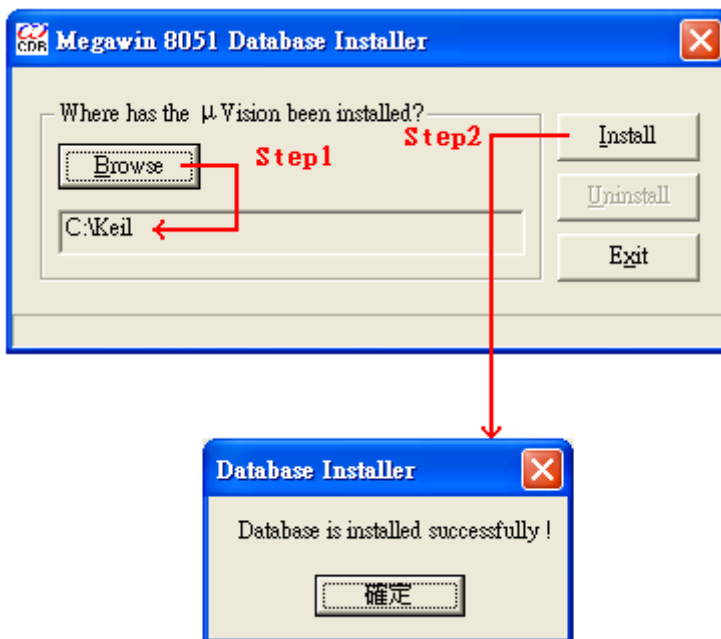 CDB Megawin 8051 Database Installer
Where has the μVision been installed?
Step1
Step2
Browse
Install
C:\Keil
Uninstall
Exit
Database Installer
Database is installed successfully !
確定